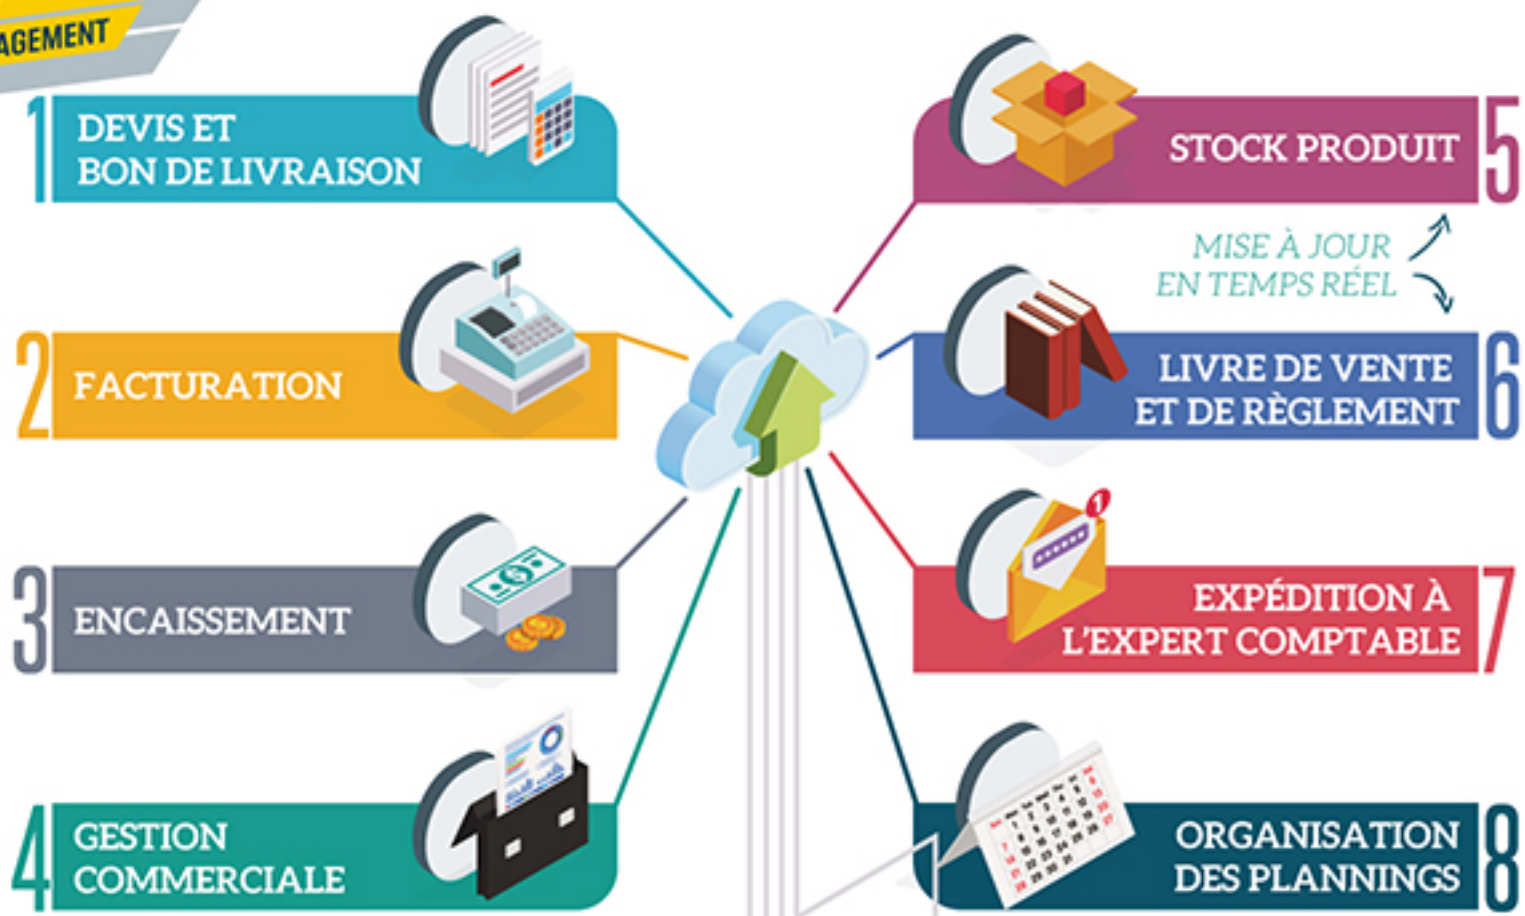 1
DEVIS ET
BON DE LIVRAISON
2
FACTURATION
3
ENCAISSEMENT
4
GESTION
COMMERCIALE
5
STOCK PRODUIT
MISE À JOUR
EN TEMPS RÉEL
6
LIVRE DE VENTE
ET DE RÈGLEMENT
1
7
EXPÉDITION À
L'EXPERT COMPTABLE
8
ORGANISATION
DES PLANNINGS